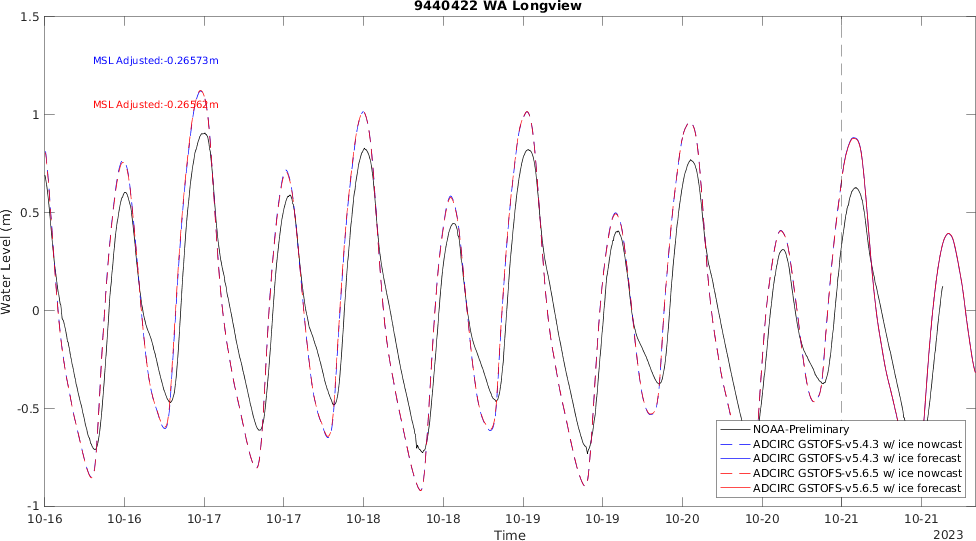 9440422 WA Longview
MSL Adjusted:-0.26573m
MSL Adjusted:-0.26562m
Water Level (m)
1.5
1
0.5
0
-0.5
-1
NOAA-Preliminary
ADCIRC GSTOFS-v5.4.3 w/ ice nowcast
ADCIRC GSTOFS-v5.4.3 w/ ice forecast
ADCIRC GSTOFS-v5.6.5 w/ ice nowcast
ADCIRC GSTOFS-v5.6.5 w/ ice forecast
10-16 10-16 10-17 10-17 10-18 10-18 10-19 10-19 10-20 10-20 10-21 10-21
2023
Time